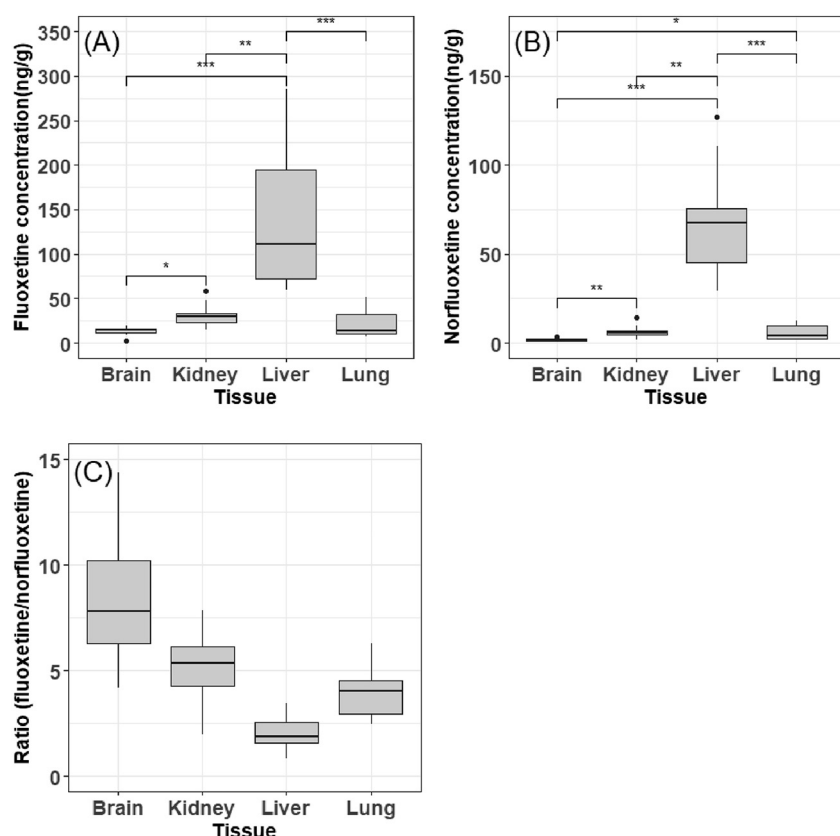 (A)
Fluoxetine concentration(ng/g)
350
300
250
200
150
100
50
0
***
**
***
*
Brain Kidney Liver Lung
Tissue
(B)
Norfluoxetine concentration(ng/g)
150
100
50
0
*
***
**
***
**
Brain Kidney Liver Lung
Tissue
(C)
Ratio (fluoxetine/norfluoxetine)
15
10
5
0
Brain Kidney Liver Lung
Tissue